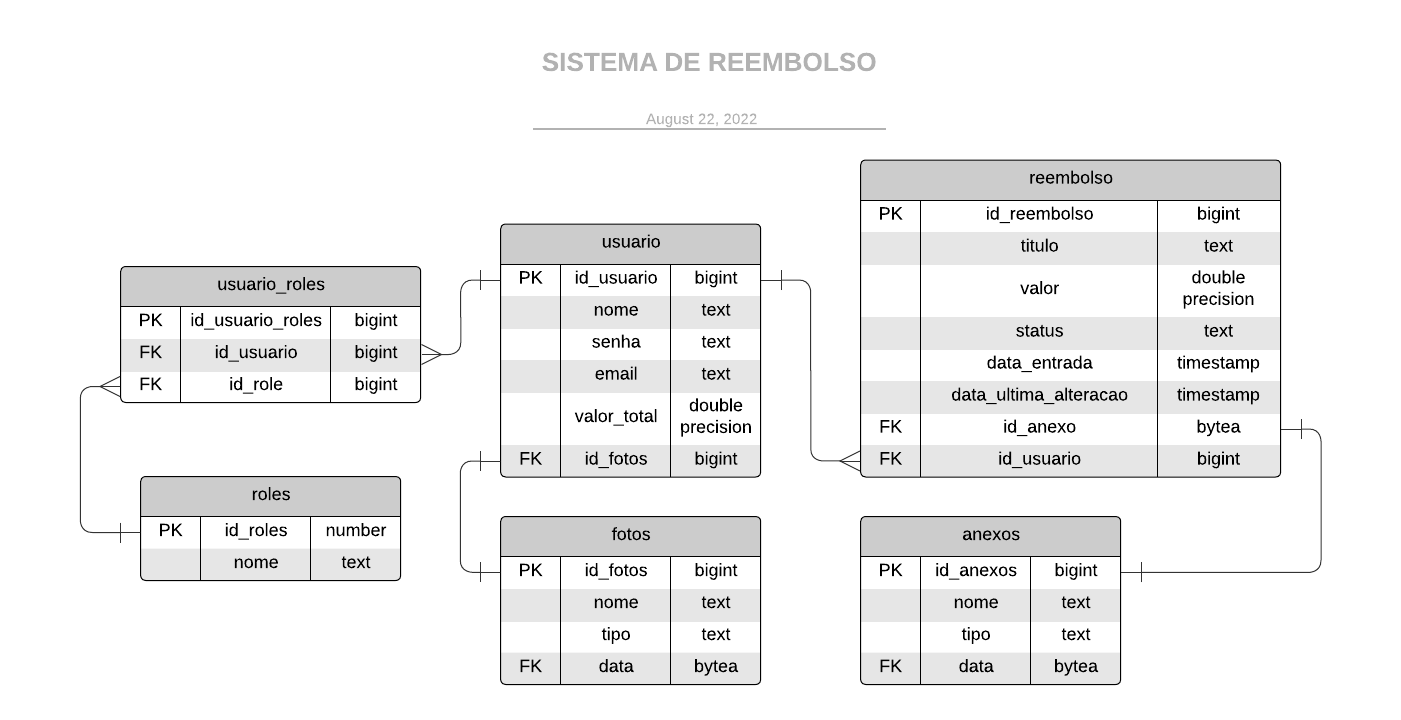 SISTEMA DE REEMBOLSO
August 22, 2022
usuario_roles
PK id_usuario_roles bigint
FK id_usuario bigint
FK id_role bigint
roles
PK id_roles number
nome text
usuario
PK id_usuario bigint
nome text
senha text
email text
valor_total double
precision
FK id_fotos bigint
fotos
PK id_fotos bigint
nome text
tipo text
FK data bytea
reembolso
PK id_reembolso bigint
titulo text
valor double
precision
status text
data_entrada timestamp
data_ultima_alteracao timestamp
FK id_anexo bytea
FK id_usuario bigint
anexos
PK id_anexos bigint
nome text
tipo text
FK data bytea